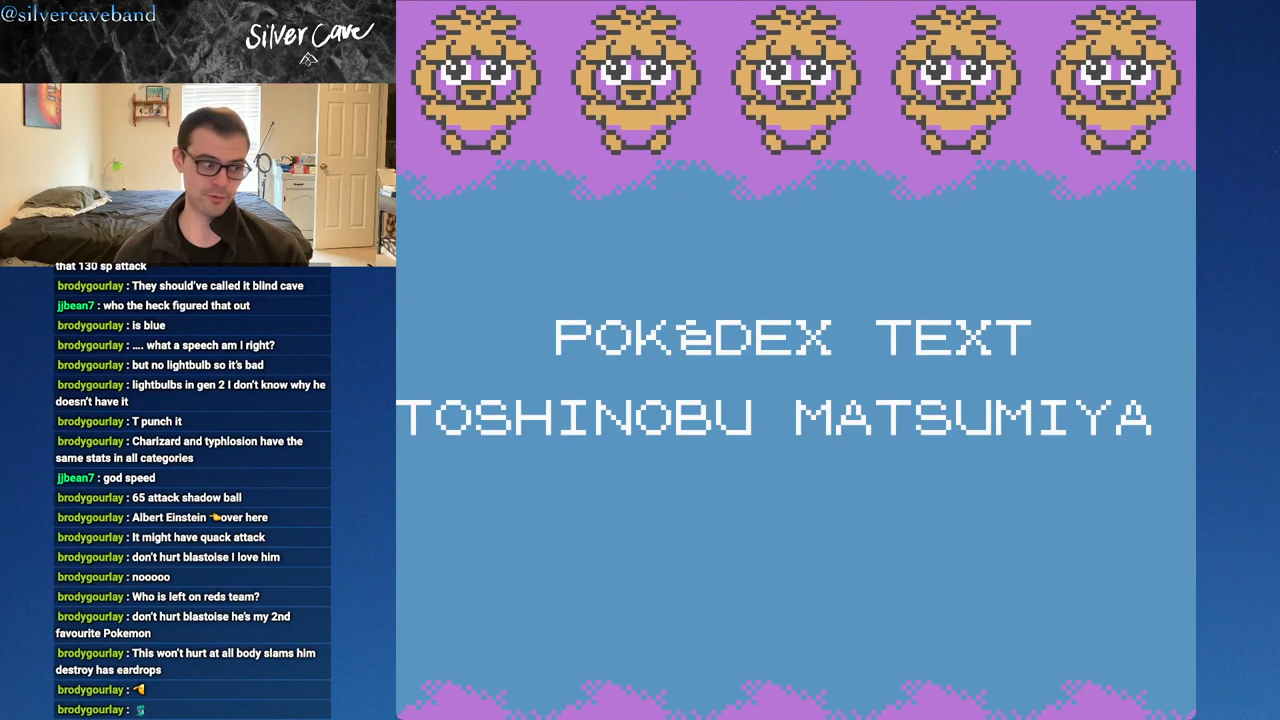 @silvercaveband
Silver Cave
that 130 sp attack
brodygourlay : They should've called it blind cave
jjbean7 : who the heck figured that out
brodygourlay : is blue
brodygourlay : .... what a speech am I right?
brodygourlay : but no lightbulb so it's bad
brodygourlay : lightbulbs in gen 2 I don't know why he
doesn't have it
brodygourlay : T punch it
brodygourlay : Charizard and typhlosion have the
same stats in all categories
jjbean7 : god speed
brodygourlay : 65 attack shadow ball
brodygourlay : Albert Einstein 👈over here
brodygourlay : It might have quack attack
brodygourlay : don't hurt blastoise I love him
brodygourlay : nooooo
brodygourlay : Who is left on reds team?
brodygourlay : don't hurt blastoise he's my 2nd
favourite Pokemon
brodygourlay : This won't hurt at all body slams him
destroy has eardrops
brodygourlay :
brodygourlay :
POKéDEX TEXT
TOSHINOBU MATSUMIYA